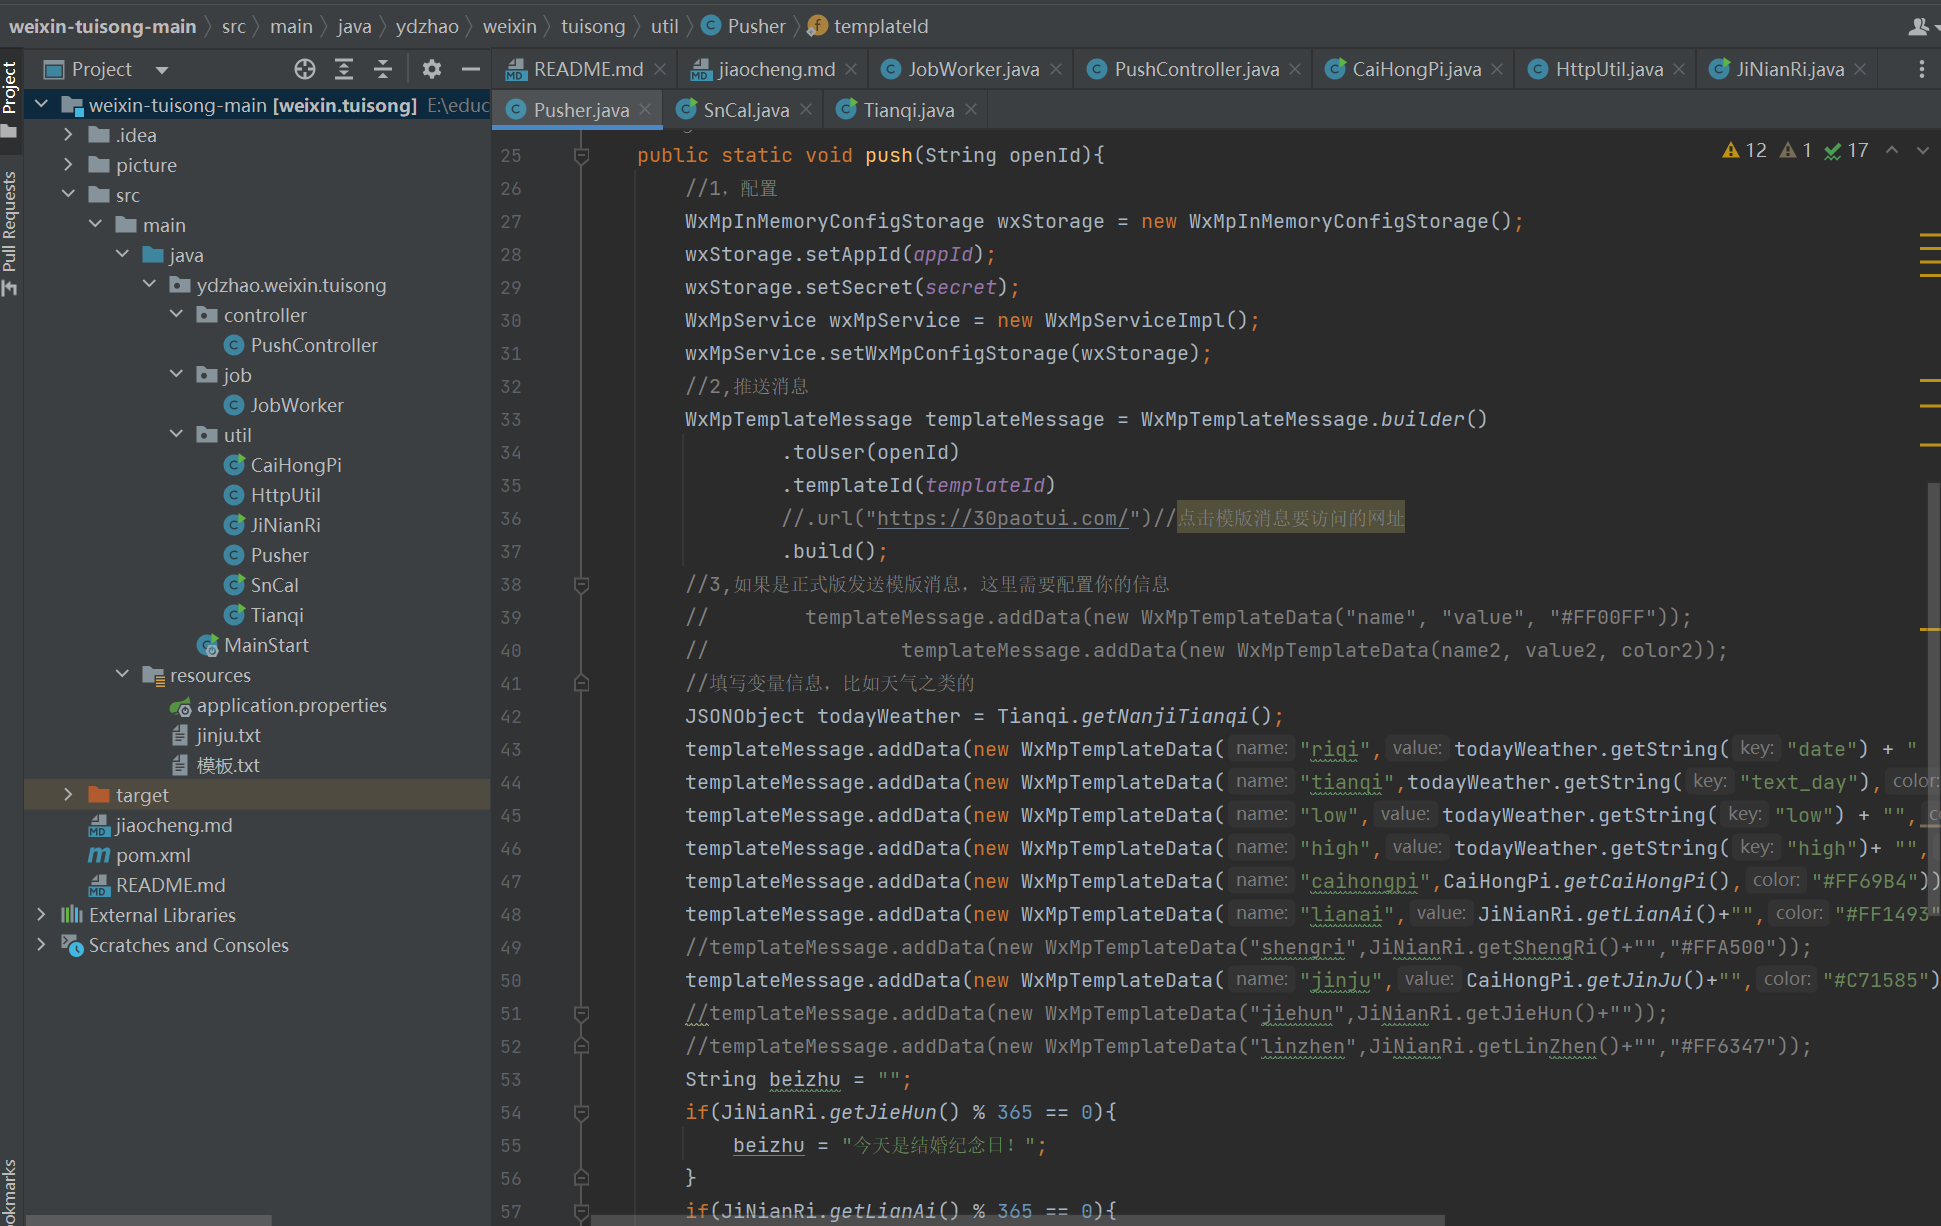 weixin-tuisong-main src main java ydzhao weixin tuisong util Pusher templateId
Project
README.md jiaocheng.md JobWorker.java PushController.java CaiHongPi.java HttpUtil.java JiNianRi.java
Pusher.java SnCal.java Tianqi.java
Project
Pull Requests
okmarks
weixin-tuisong-main [weixin.tuisong] E:\educ
.idea
picture
src
main
java
ydzhao.weixin.tuisong
controller
PushController
job
JobWorker
util
CaiHongPi
HttpUtil
JiNianRi
Pusher
SnCal
Tianqi
MainStart
resources
application.properties
jinju.txt
模板.txt
target
jiaocheng.md
pom.xml
README.md
External Libraries
Scratches and Consoles
12 1 17
25 public static void push(String openId){
26 //1，配置
27 WxMpInMemoryConfigStorage wxStorage = new WxMpInMemoryConfigStorage();
28 wxStorage.setAppId(appId);
29 wxStorage.setSecret(secret);
30 WxMpService wxMpService = new WxMpServiceImpl();
31 wxMpService.setWxMpConfigStorage(wxStorage);
32 //2,推送消息
33 WxMpTemplateMessage templateMessage = WxMpTemplateMessage.builder()
34 .toUser(openId)
35 .templateId(templateId)
36 //.url("https://30paotui.com/")//点击模版消息要访问的网址
37 .build();
38 //3,如果是正式版发送模版消息，这里需要配置你的信息
39 // templateMessage.addData(new WxMpTemplateData("name", "value", "#FF00FF"));
40 // templateMessage.addData(new WxMpTemplateData(name2, value2, color2));
41 //填写变量信息，比如天气之类的
42 JSONObject todayWeather = Tianqi.getNanjiTianqi();
43 templateMessage.addData(new WxMpTemplateData( name: "riqi", value: todayWeather.getString( key: "date") + "
44 templateMessage.addData(new WxMpTemplateData( name: "tianqi",todayWeather.getString( key: "text_day"), color:
45 templateMessage.addData(new WxMpTemplateData( name: "low", value: todayWeather.getString( key: "low") + "", co
46 templateMessage.addData(new WxMpTemplateData( name: "high", value: todayWeather.getString( key: "high")+ "",
47 templateMessage.addData(new WxMpTemplateData( name: "caihongpi",CaiHongPi.getCaiHongPi(), color: "#FF69B4"))
48 templateMessage.addData(new WxMpTemplateData( name: "lianai", value: JiNianRi.getLianAi()+"", color: "#FF1493"
49 //templateMessage.addData(new WxMpTemplateData("shengri",JiNianRi.getShengRi()+"","#FFA500"));
50 templateMessage.addData(new WxMpTemplateData( name: "jinju", value: CaiHongPi.getJinJu()+"", color: "#C71585")
51 //templateMessage.addData(new WxMpTemplateData("jiehun",JiNianRi.getJieHun()+""));
52 //templateMessage.addData(new WxMpTemplateData("linzhen",JiNianRi.getLinZhen()+"","#FF6347"));
53 String beizhu = "";
54 if(JiNianRi.getJieHun() % 365 == 0){
55 beizhu = "今天是结婚纪念日！";
56 }
57 if(JiNianRi.getLianAi() % 365 == 0){